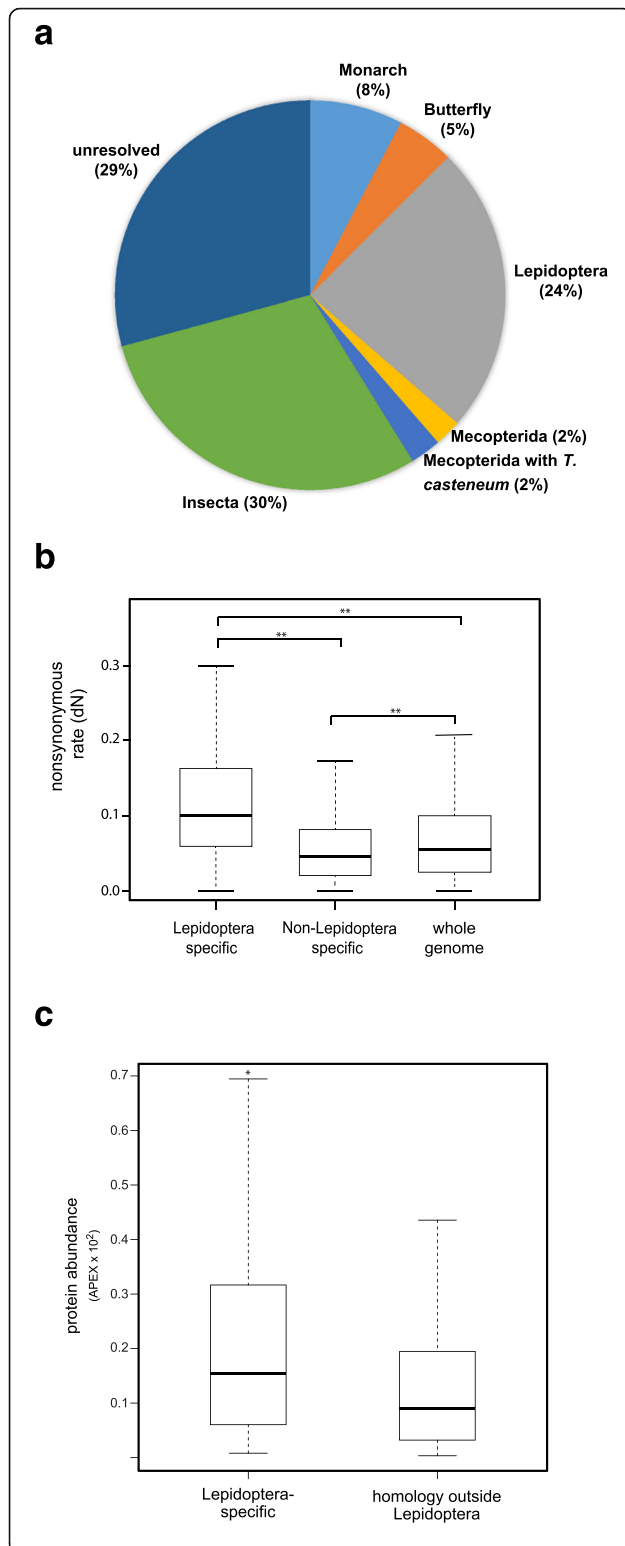 a
Monarch
(8%)
Butterfly
(5%)
unresolved
(29%)
Lepidoptera
(24%)
Mecopterida (2%)
Mecopterida with T.
casteneum (2%)
Insecta (30%)
b
**
**
**
nonsynonymous
rate (dN)
0.3
0.2
0.1
0.0
Lepidoptera
specific
Non-Lepidoptera
specific
whole
genome
c
*
protein abundance
(APEX x 10²)
0.7
0.6
0.5
0.4
0.3
0.2
0.1
Lepidoptera-
specific
homology outside
Lepidoptera